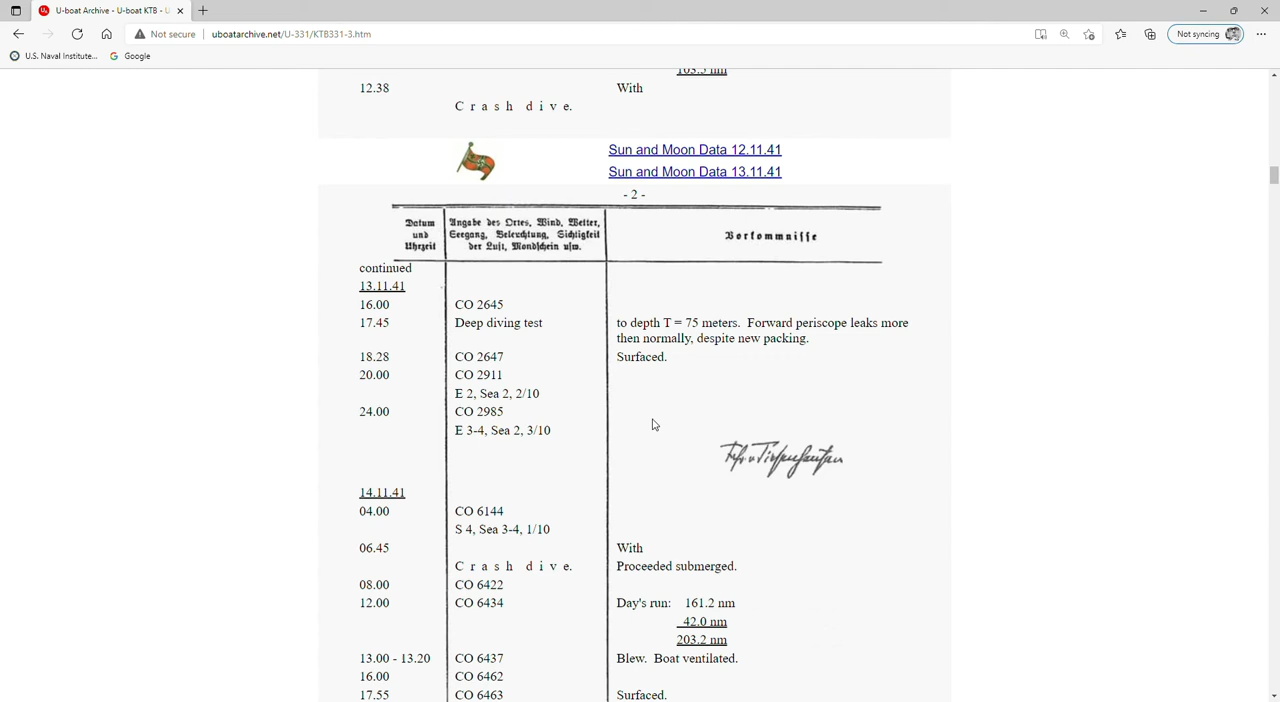 U-boat Archive - U-boat KTB - U
Not secure uboatarchive.net/U-331/KTB331-3.htm Not syncing
U.S. Naval Institute... Google
103.5 nm
12.38 With
C r a s h d i v e.
Sun and Moon Data 12.11.41
Sun and Moon Data 13.11.41
- 2 -
Datum Angabe des Ortes, Wind, Wetter,
und Seegang, Beleuchtung, Sichtigkeit Vorkommnisse
Uhrzeit der Luft, Mondschein usw.
continued
13.11.41
16.00 CO 2645
17.45 Deep diving test to depth T = 75 meters. Forward periscope leaks more
then normally, despite new packing.
18.28 CO 2647 Surfaced.
20.00 CO 2911
E 2, Sea 2, 2/10
24.00 CO 2985
E 3-4, Sea 2, 3/10
14.11.41
04.00 CO 6144
S 4, Sea 3-4, 1/10
06.45 With
C r a s h d i v e. Proceeded submerged.
08.00 CO 6422
12.00 CO 6434 Day's run: 161.2 nm
42.0 nm
203.2 nm
13.00 - 13.20 CO 6437 Blew. Boat ventilated.
16.00 CO 6462
17.55 CO 6463 Surfaced.